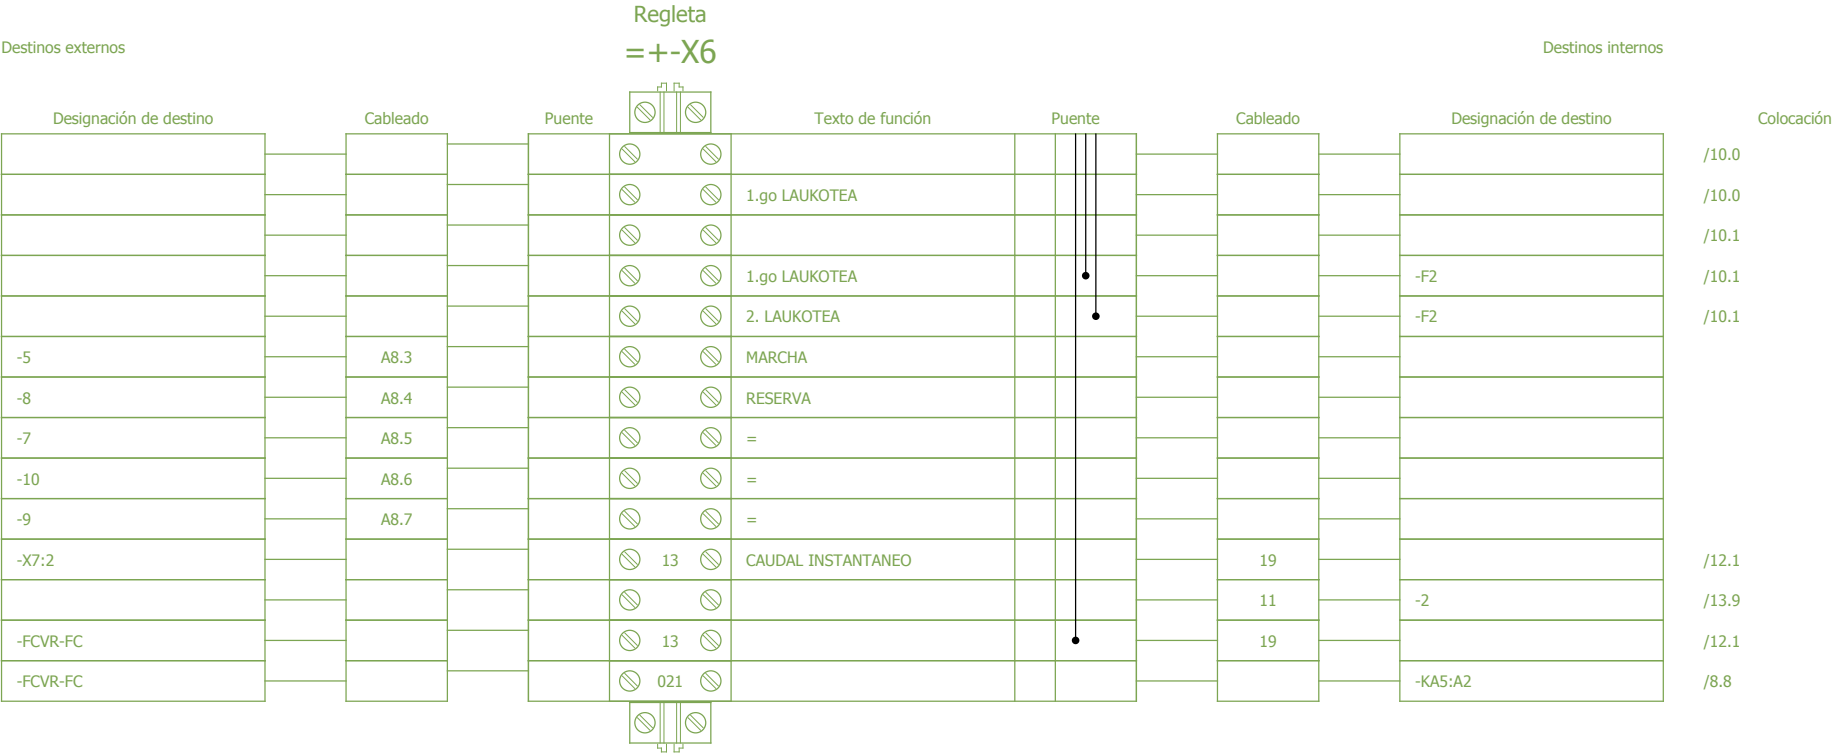 Regleta
Destinos externos =+-X6 Destinos internos
Designación de destino Cableado Puente Texto de función Puente Cableado Designación de destino Colocación
/10.0
1.go LAUKOTEA /10.0
/10.1
1.go LAUKOTEA -F2 /10.1
2. LAUKOTEA -F2 /10.1
-5 A8.3 MARCHA
-8 A8.4 RESERVA
-7 A8.5 =
-10 A8.6 =
-9 A8.7 =
-X7:2 13 CAUDAL INSTANTANEO 19 /12.1
11 -2 /13.9
-FCVR-FC 13 19 /12.1
-FCVR-FC 021 -KA5:A2 /8.8